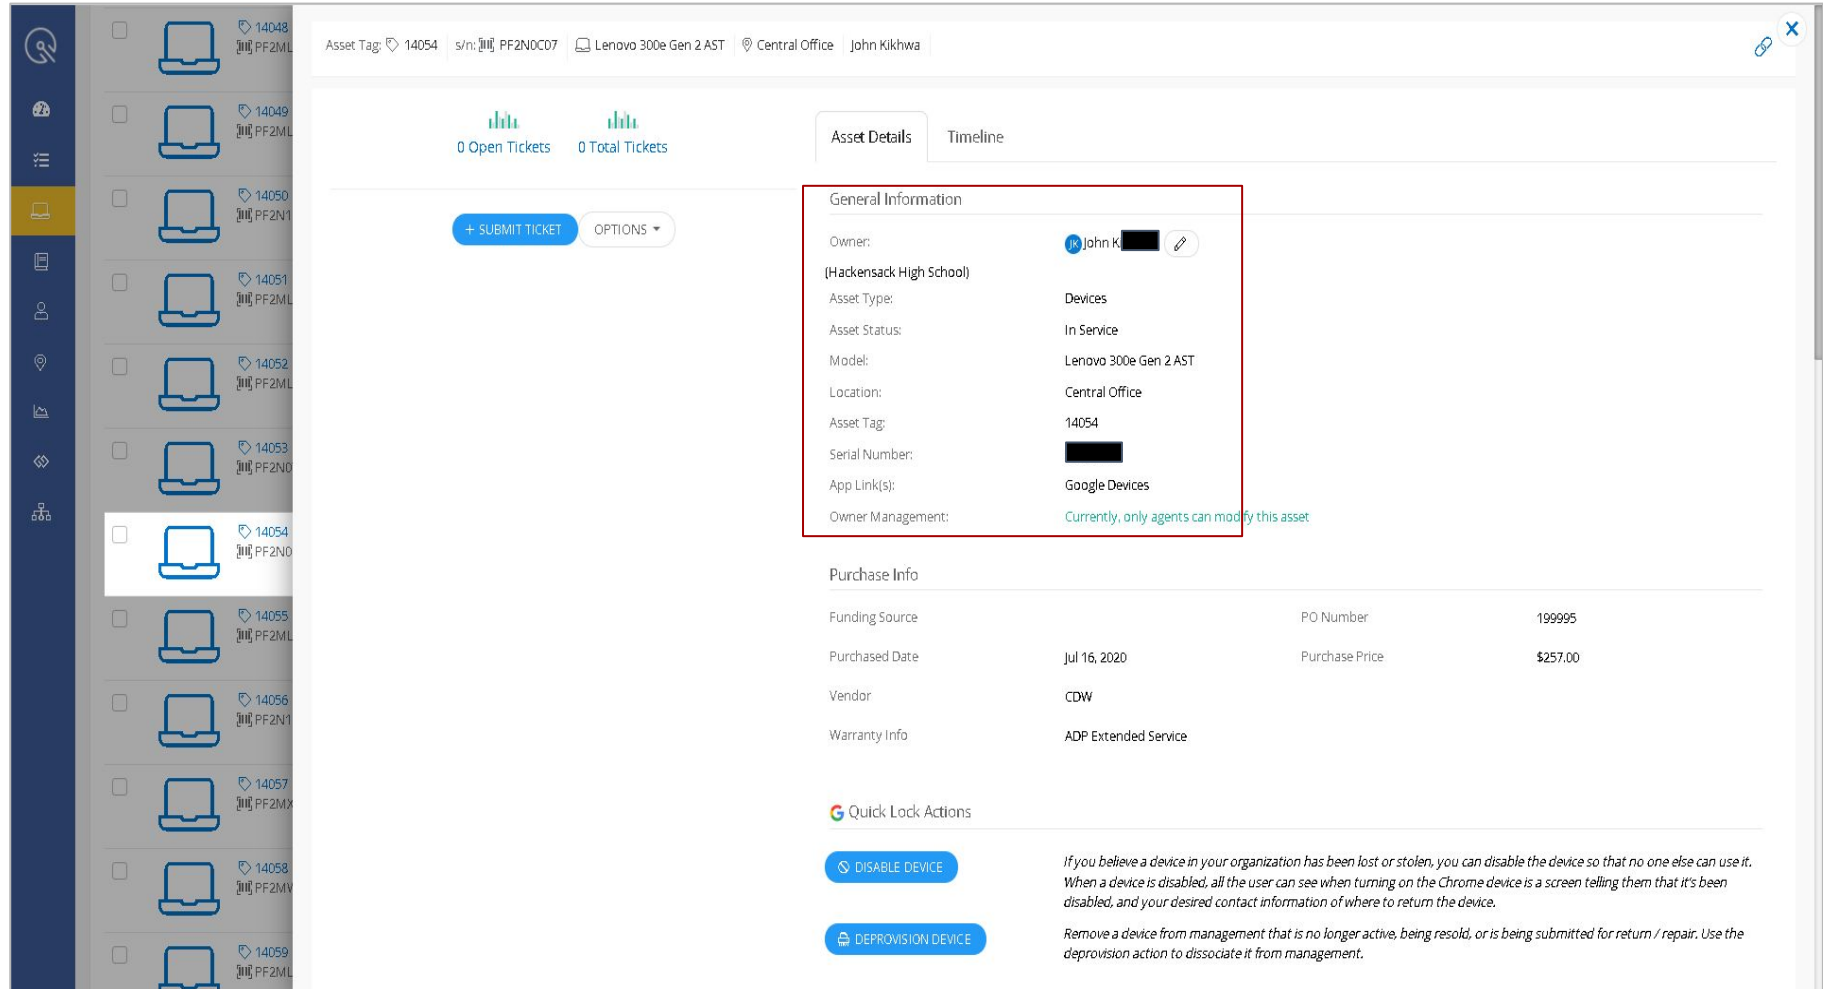 14048
PF2ML
14049
PF2ML
14050
PF2N1
14051
PF2ML
14052
PF2ML
14053
PF2N0
14054
PF2N0
14055
PF2ML
14056
PF2N1
14057
PF2MX
14058
PF2MV
14059
PF2ML
Asset Tag: 14054 s/n: PF2N0C07 Lenovo 300e Gen 2 AST Central Office John Kikhwa
0 Open Tickets 0 Total Tickets
+ SUBMIT TICKET OPTIONS
Asset Details Timeline
General Information
Owner: JK John K
(Hackensack High School)
Asset Type: Devices
Asset Status: In Service
Model: Lenovo 300e Gen 2 AST
Location: Central Office
Asset Tag: 14054
Serial Number:
App Link(s): Google Devices
Owner Management: Currently, only agents can modify this asset
Purchase Info
Funding Source PO Number 199995
Purchased Date Jul 16, 2020 Purchase Price $257.00
Vendor CDW
Warranty Info ADP Extended Service
G Quick Lock Actions
DISABLE DEVICE
If you believe a device in your organization has been lost or stolen, you can disable the device so that no one else can use it.
When a device is disabled, all the user can see when turning on the Chrome device is a screen telling them that it's been
disabled, and your desired contact information of where to return the device.
DEPROVISION DEVICE
Remove a device from management that is no longer active, being resold, or is being submitted for return / repair. Use the
deprovision action to dissociate it from management.